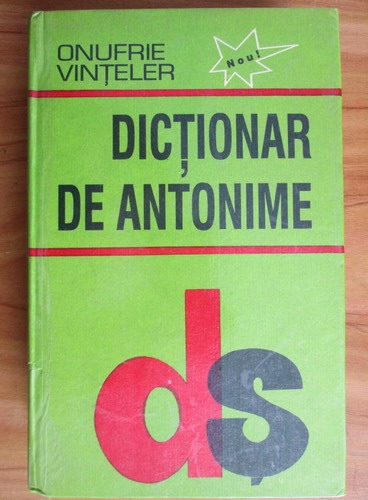 ONUFRIE
VINȚELER
Nou!
DICȚIONAR
DE ANTONIME
dș